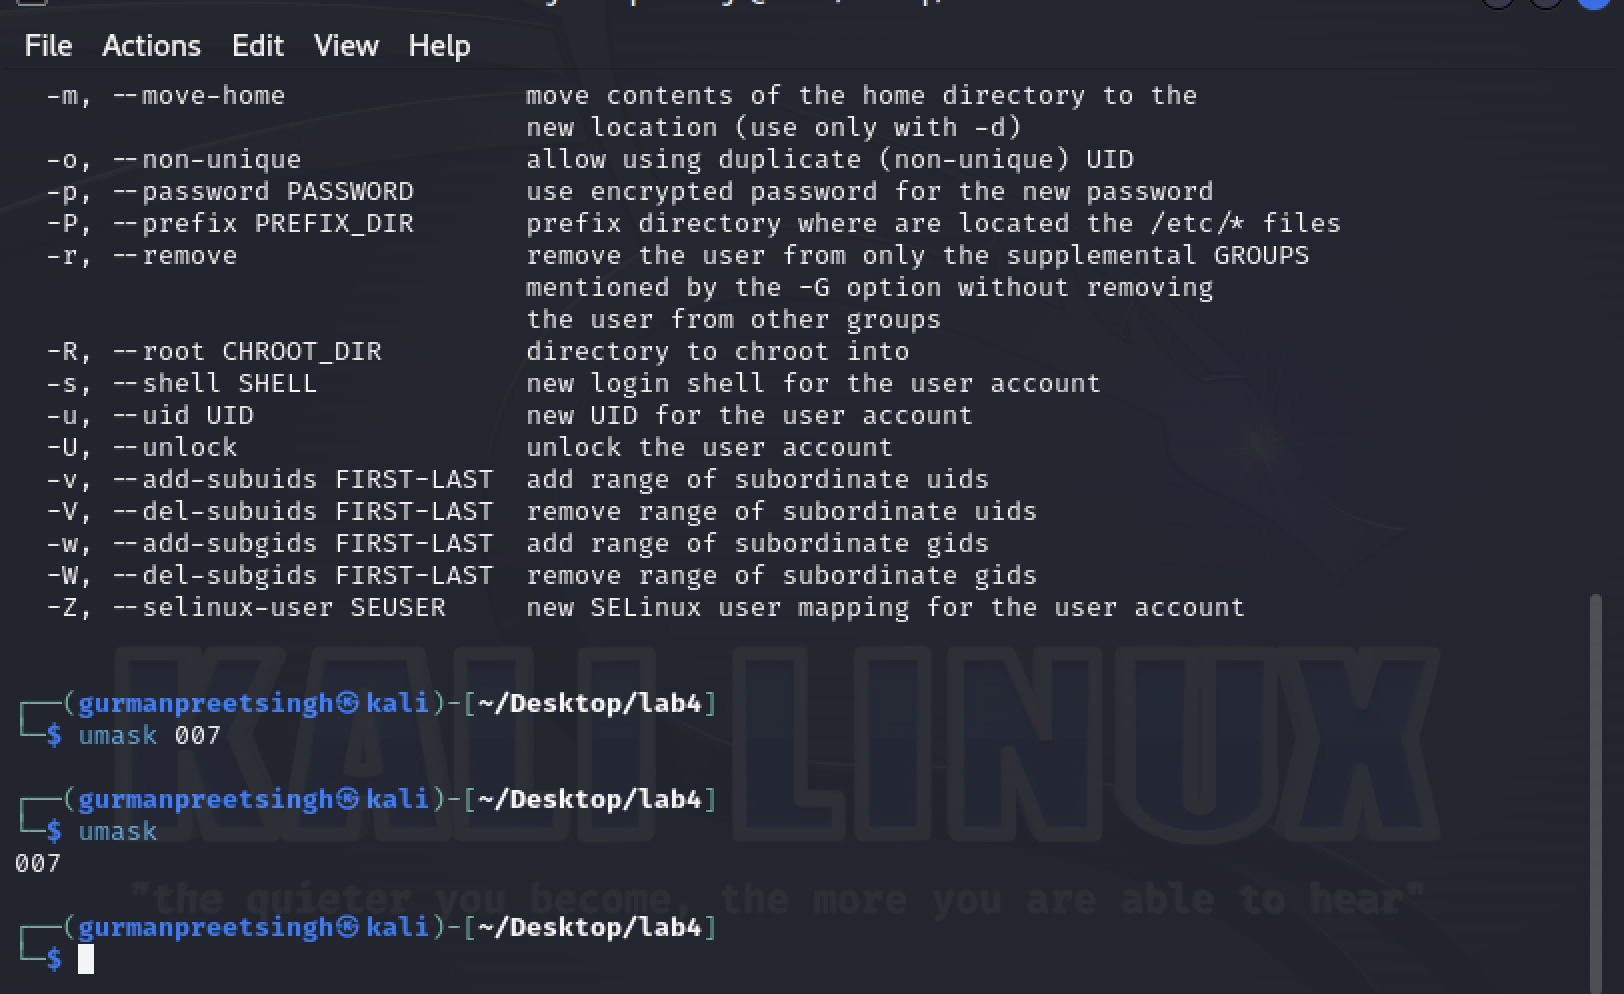 File Actions Edit View Help
-m, --move-home move contents of the home directory to the
new location (use only with -d)
-o, --non-unique allow using duplicate (non-unique) UID
-p, --password PASSWORD use encrypted password for the new password
-P, --prefix PREFIX_DIR prefix directory where are located the /etc/* files
-r, --remove remove the user from only the supplemental GROUPS
mentioned by the -G option without removing
the user from other groups
-R, --root CHROOT_DIR directory to chroot into
-s, --shell SHELL new login shell for the user account
-u, --uid UID new UID for the user account
-U, --unlock unlock the user account
-v, --add-subuids FIRST-LAST add range of subordinate uids
-V, --del-subuids FIRST-LAST remove range of subordinate uids
-w, --add-subgids FIRST-LAST add range of subordinate gids
-W, --del-subgids FIRST-LAST remove range of subordinate gids
-Z, --selinux-user SEUSER new SELinux user mapping for the user account
┌──(gurmanpreetsingh㉿kali)-[~/Desktop/lab4]
└─$ umask 007
┌──(gurmanpreetsingh㉿kali)-[~/Desktop/lab4]
└─$ umask
007
┌──(gurmanpreetsingh㉿kali)-[~/Desktop/lab4]
└─$
KALI LINUX
"the quieter you become, the more you are able to hear"